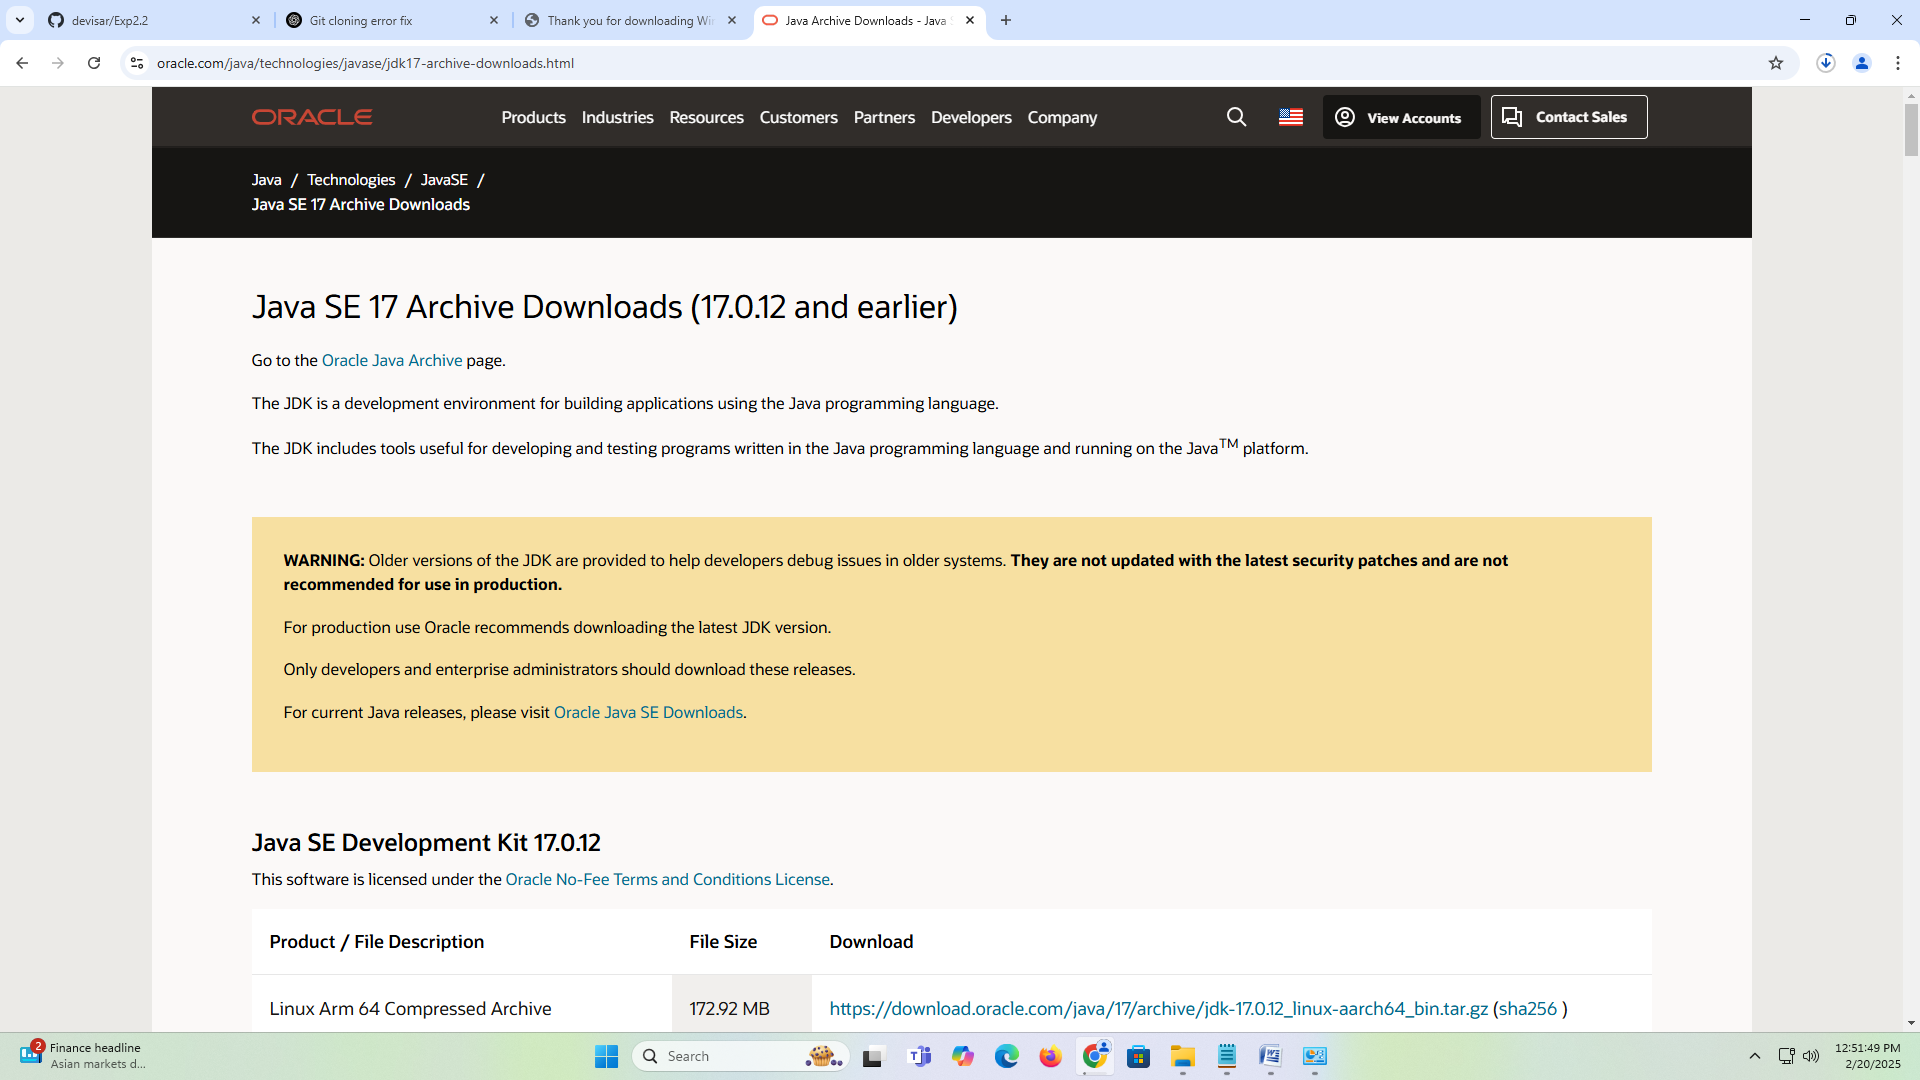 devisar/Exp2.2
Git cloning error fix
Thank you for downloading Wi
Java Archive Downloads - Java S
oracle.com/java/technologies/javase/jdk17-archive-downloads.html
ORACLE
Products Industries Resources Customers Partners Developers Company
View Accounts
Contact Sales
Java / Technologies / JavaSE /
Java SE 17 Archive Downloads
Java SE 17 Archive Downloads (17.0.12 and earlier)
Go to the Oracle Java Archive page.
The JDK is a development environment for building applications using the Java programming language.
The JDK includes tools useful for developing and testing programs written in the Java programming language and running on the Java™ platform.
WARNING: Older versions of the JDK are provided to help developers debug issues in older systems. They are not updated with the latest security patches and are not
recommended for use in production.
For production use Oracle recommends downloading the latest JDK version.
Only developers and enterprise administrators should download these releases.
For current Java releases, please visit Oracle Java SE Downloads.
Java SE Development Kit 17.0.12
This software is licensed under the Oracle No-Fee Terms and Conditions License.
Product / File Description File Size Download
Linux Arm 64 Compressed Archive 172.92 MB https://download.oracle.com/java/17/archive/jdk-17.0.12_linux-aarch64_bin.tar.gz (sha256 )
2
Finance headline
Asian markets d...
Search
12:51:49 PM
2/20/2025